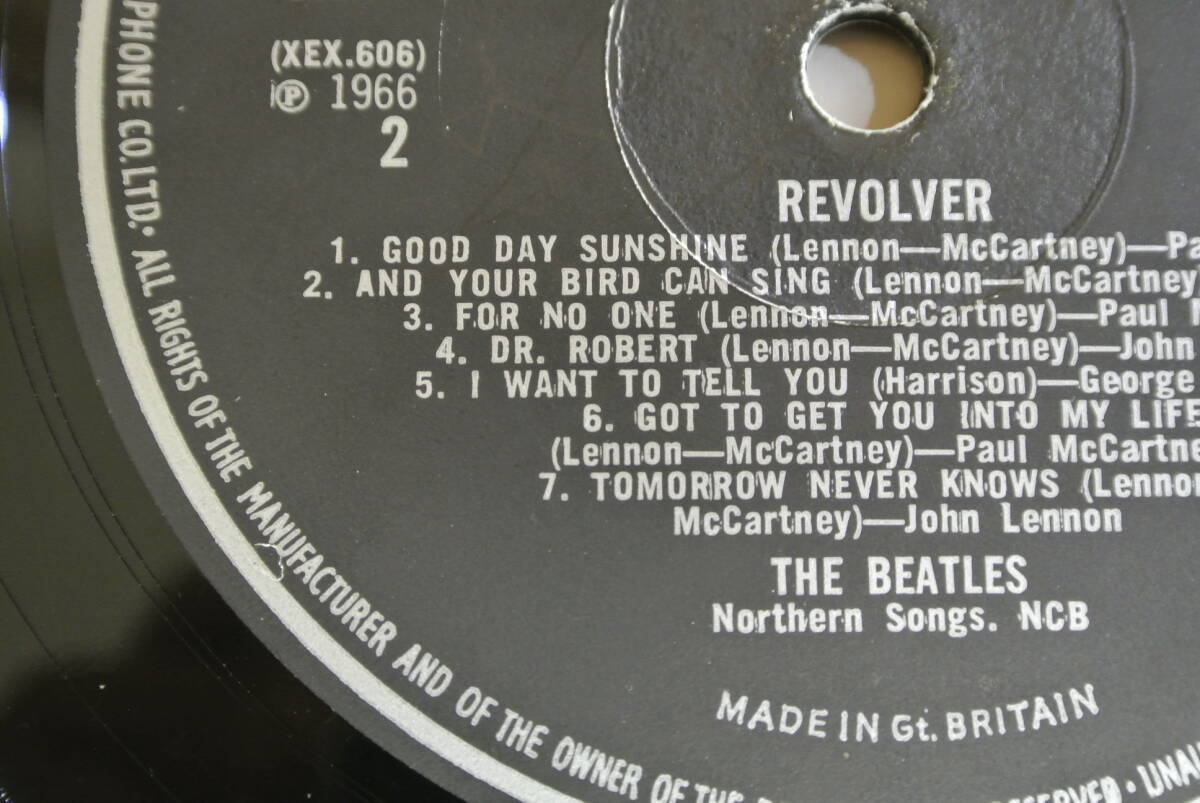 (XEX.606)
℗ 1966
2
REVOLVER
1. GOOD DAY SUNSHINE (Lennon—McCartney)—Pa
2. AND YOUR BIRD CAN SING (Lennon—McCartney)
3. FOR NO ONE (Lennon—McCartney)—Paul
4. DR. ROBERT (Lennon—McCartney)—John
5. I WANT TO TELL YOU (Harrison)—George
6. GOT TO GET YOU INTO MY LIFE
(Lennon—McCartney)—Paul McCartne
7. TOMORROW NEVER KNOWS (Lenno
McCartney)—John Lennon
THE BEATLES
Northern Songs. NCB
MADE IN Gt. BRITAIN
PHONE CO.LTD. • ALL RIGHTS OF THE MANUFACTURER AND OF THE OWNER OF THE
SERVED • UNAU